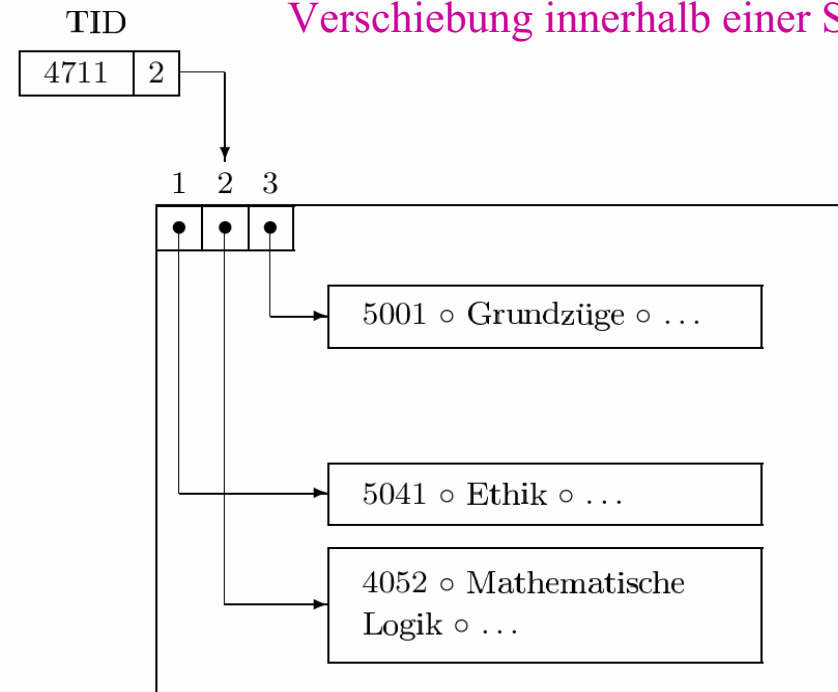 TID
Verschiebung innerhalb einer S
4711 2
1 2 3
5001 ∘ Grundzüge ∘ ...
5041 ∘ Ethik ∘ ...
4052 ∘ Mathematische
Logik ∘ ...